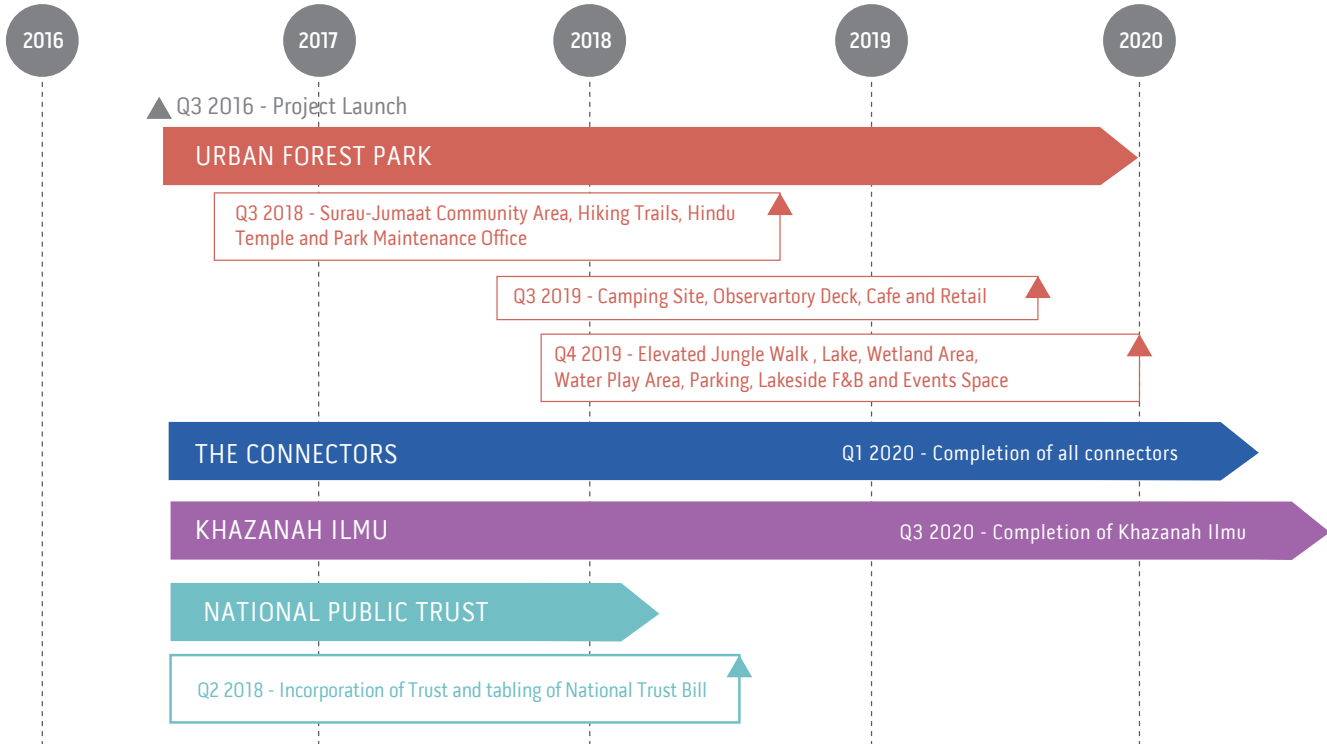 2016
2017
2018
2019
2020
Q3 2016 - Project Launch
URBAN FOREST PARK
Q3 2018 - Surau-Jumaat Community Area, Hiking Trails, Hindu
Temple and Park Maintenance Office
Q3 2019 - Camping Site, Observartory Deck, Cafe and Retail
Q4 2019 - Elevated Jungle Walk , Lake, Wetland Area,
Water Play Area, Parking, Lakeside F&B and Events Space
THE CONNECTORS
Q1 2020 - Completion of all connectors
KHAZANAH ILMU
Q3 2020 - Completion of Khazanah Ilmu
NATIONAL PUBLIC TRUST
Q2 2018 - Incorporation of Trust and tabling of National Trust Bill